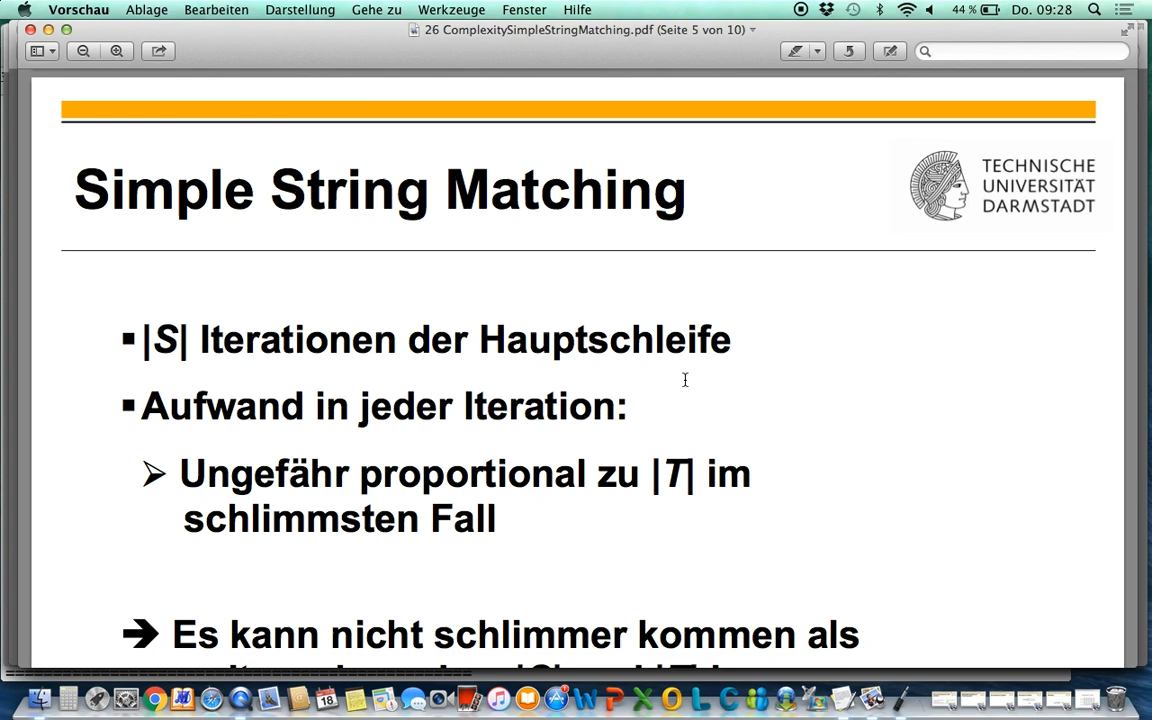 Vorschau Ablage Bearbeiten Darstellung Gehe zu Werkzeuge Fenster Hilfe 44 % Do. 09:28
26 ComplexitySimpleStringMatching.pdf (Seite 5 von 10)
Simple String Matching
TECHNISCHE
UNIVERSITÄT
DARMSTADT
▪|S| Iterationen der Hauptschleife
▪Aufwand in jeder Iteration:
➢ Ungefähr proportional zu |T| im
schlimmsten Fall
➔ Es kann nicht schlimmer kommen als
18